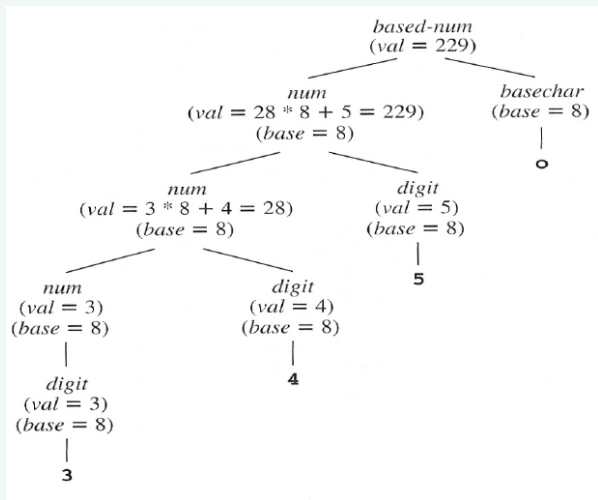 based-num
(val = 229)
num
(val = 28 * 8 + 5 = 229)
(base = 8)
basechar
(base = 8)
o
num
(val = 3 * 8 + 4 = 28)
(base = 8)
digit
(val = 5)
(base = 8)
5
num
(val = 3)
(base = 8)
digit
(val = 4)
(base = 8)
4
digit
(val = 3)
(base = 8)
3